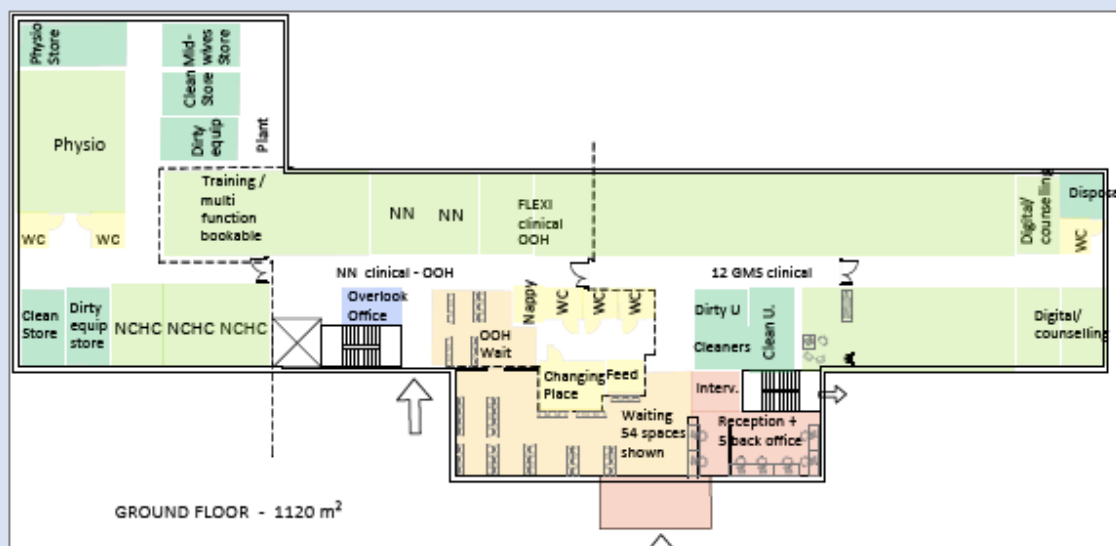 Physio
Store
Mid-
wives
Store
Clean
Store
Dirty
equip
Plant
Physio
WC
WC
Training /
multi
function
bookable
NN
NN
FLEXI
clinical
OOH
Digital/
counselling
Dispos
WC
NN clinical - OOH
12 GMS clinical
Clean
Store
Dirty
equip
store
NCHC
NCHC
NCHC
Overlook
Office
OOH
Wait
Nappy
WC
WC
WC
Dirty U
Cleaners
Clean U.
Digital/
counselling
Changing
Place
Feed
Interv.
Waiting
54 spaces
shown
Reception +
5 back office
GROUND FLOOR - 1120 m²